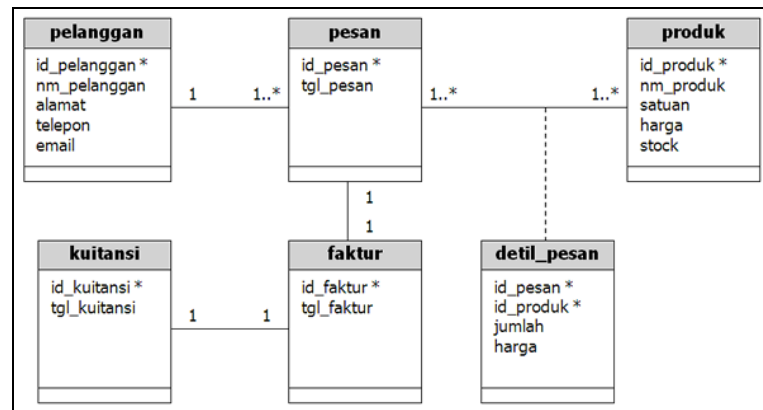 pelanggan
id_pelanggan *
nm_pelanggan
alamat
telepon
email
1
1..*
pesan
id_pesan *
tgl_pesan
1..*
1..*
produk
id_produk *
nm_produk
satuan
harga
stock
1
1
kuitansi
id_kuitansi *
tgl_kuitansi
1
1
faktur
id_faktur *
tgl_faktur
detil_pesan
id_pesan *
id_produk *
jumlah
harga